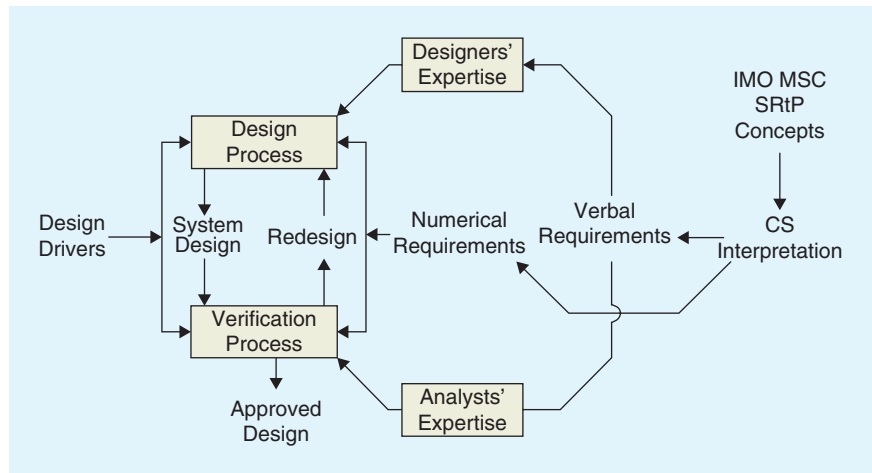 Designers'
Expertise
IMO MSC
SRtP
Concepts
Design
Process
Design
Drivers
System
Design
Redesign
Numerical
Requirements
Verbal
Requirements
CS
Interpretation
Verification
Process
Approved
Design
Analysts'
Expertise